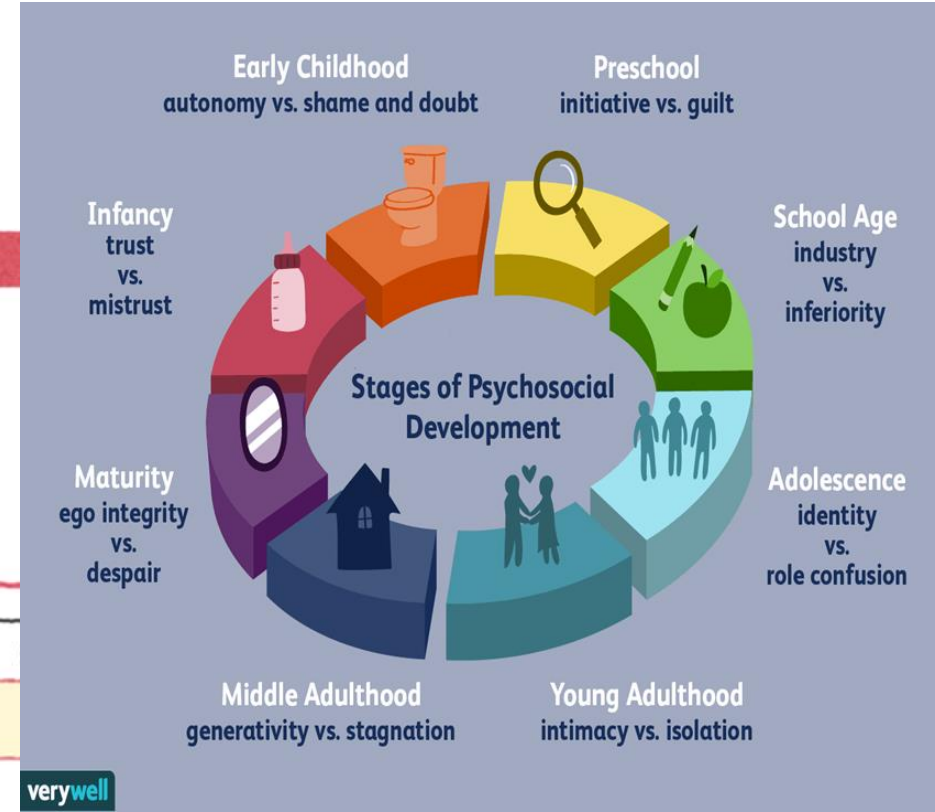 Early Childhood
autonomy vs. shame and doubt
Preschool
initiative vs. guilt
Infancy
trust
vs.
mistrust
School Age
industry
vs.
inferiority
Stages of Psychosocial
Development
Maturity
ego integrity
vs.
despair
Adolescence
identity
vs.
role confusion
Middle Adulthood
generativity vs. stagnation
Young Adulthood
intimacy vs. isolation
verywell